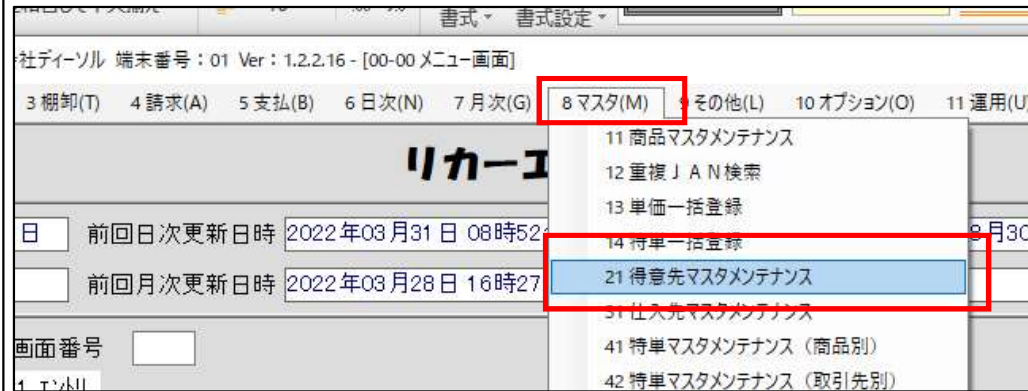 書式 書式設定
社ディーソル 端末番号:01 Ver:1.2.2.16 - [00-00 メニュー画面]
3 棚卸(T) 4 請求(A) 5 支払(B) 6 日次(N) 7 月次(G) 8 マスタ(M) 9 その他(L) 10 オプション(O) 11 運用(U)
リカーエ
11 商品マスタメンテナンス
12 重複JAN検索
13 単価一括登録
14 特単一括登録
日 前回日次更新日時 2022年03月31日 08時52 8月30
21 得意先マスタメンテナンス
前回月次更新日時 2022年03月28日 16時27
31 仕入先マスタメンテナンス
画面番号
41 特単マスタメンテナンス(商品別)
1 エントリ
42 特単マスタメンテナンス(取引先別)